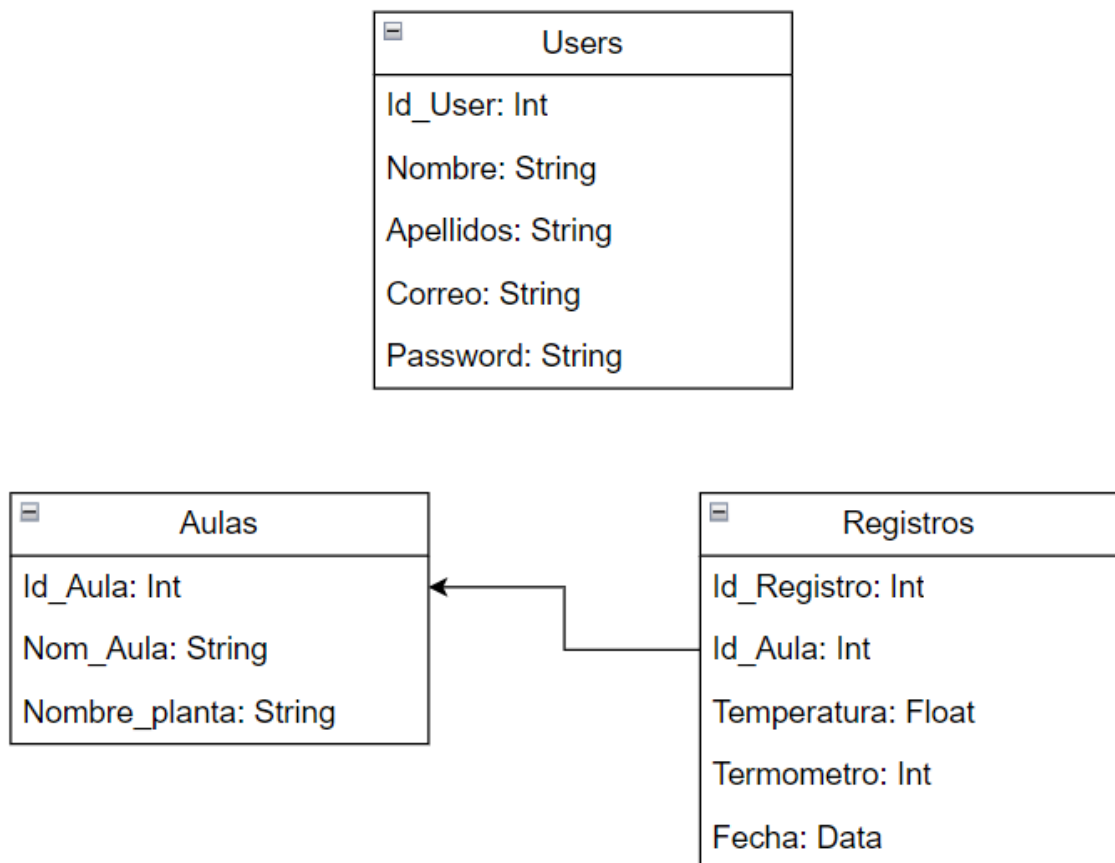 Users
Id_User: Int
Nombre: String
Apellidos: String
Correo: String
Password: String
Aulas
Id_Aula: Int
Nom_Aula: String
Nombre_planta: String
Registros
Id_Registro: Int
Id_Aula: Int
Temperatura: Float
Termometro: Int
Fecha: Data